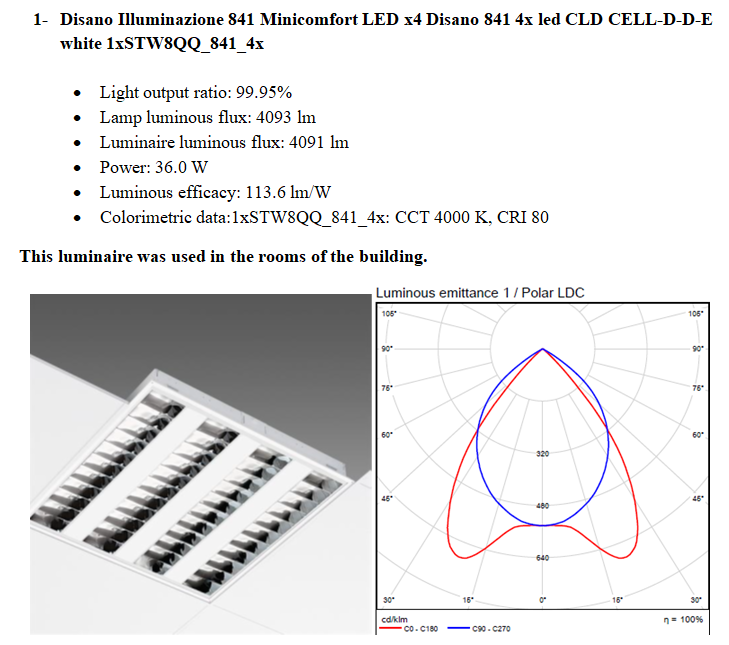 1- Disano Illuminazione 841 Minicomfort LED x4 Disano 841 4x led CLD CELL-D-D-E
white 1xSTW8QQ_841_4x
• Light output ratio: 99.95%
• Lamp luminous flux: 4093 lm
• Luminaire luminous flux: 4091 lm
• Power: 36.0 W
• Luminous efficacy: 113.6 lm/W
• Colorimetric data:1xSTW8QQ_841_4x: CCT 4000 K, CRI 80
This luminaire was used in the rooms of the building.
Luminous emittance 1 / Polar LDC
105° 105°
90° 90°
75° 75°
60° 60°
320
45° 45°
480
640
30° 15° 0° 15° 30°
cd/klm η = 100%
C0 - C180 C90 - C270